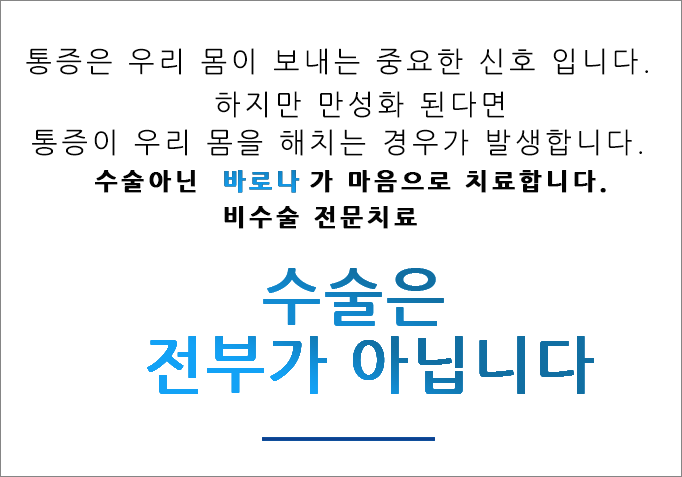 통증은 우리 몸이 보내는 중요한 신호 입니다.
하지만 만성화 된다면
통증이 우리 몸을 해치는 경우가 발생합니다.
수술아닌 바로나 가 마음으로 치료합니다.
비수술 전문치료
수술은
전부가 아닙니다